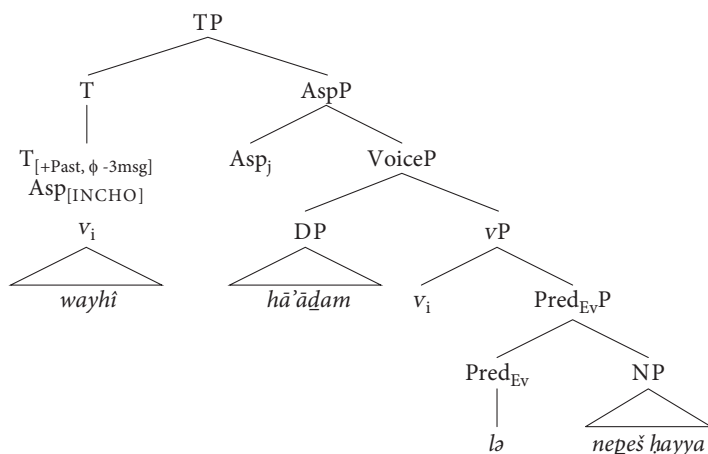 TP
T AspP
T[+Past, ϕ -3msg] Aspj VoiceP
Asp[INCHO]
vi DP vP
wayhî hā’āḏam vi PredEvP
PredEv NP
lə nep̱eš ḥayya